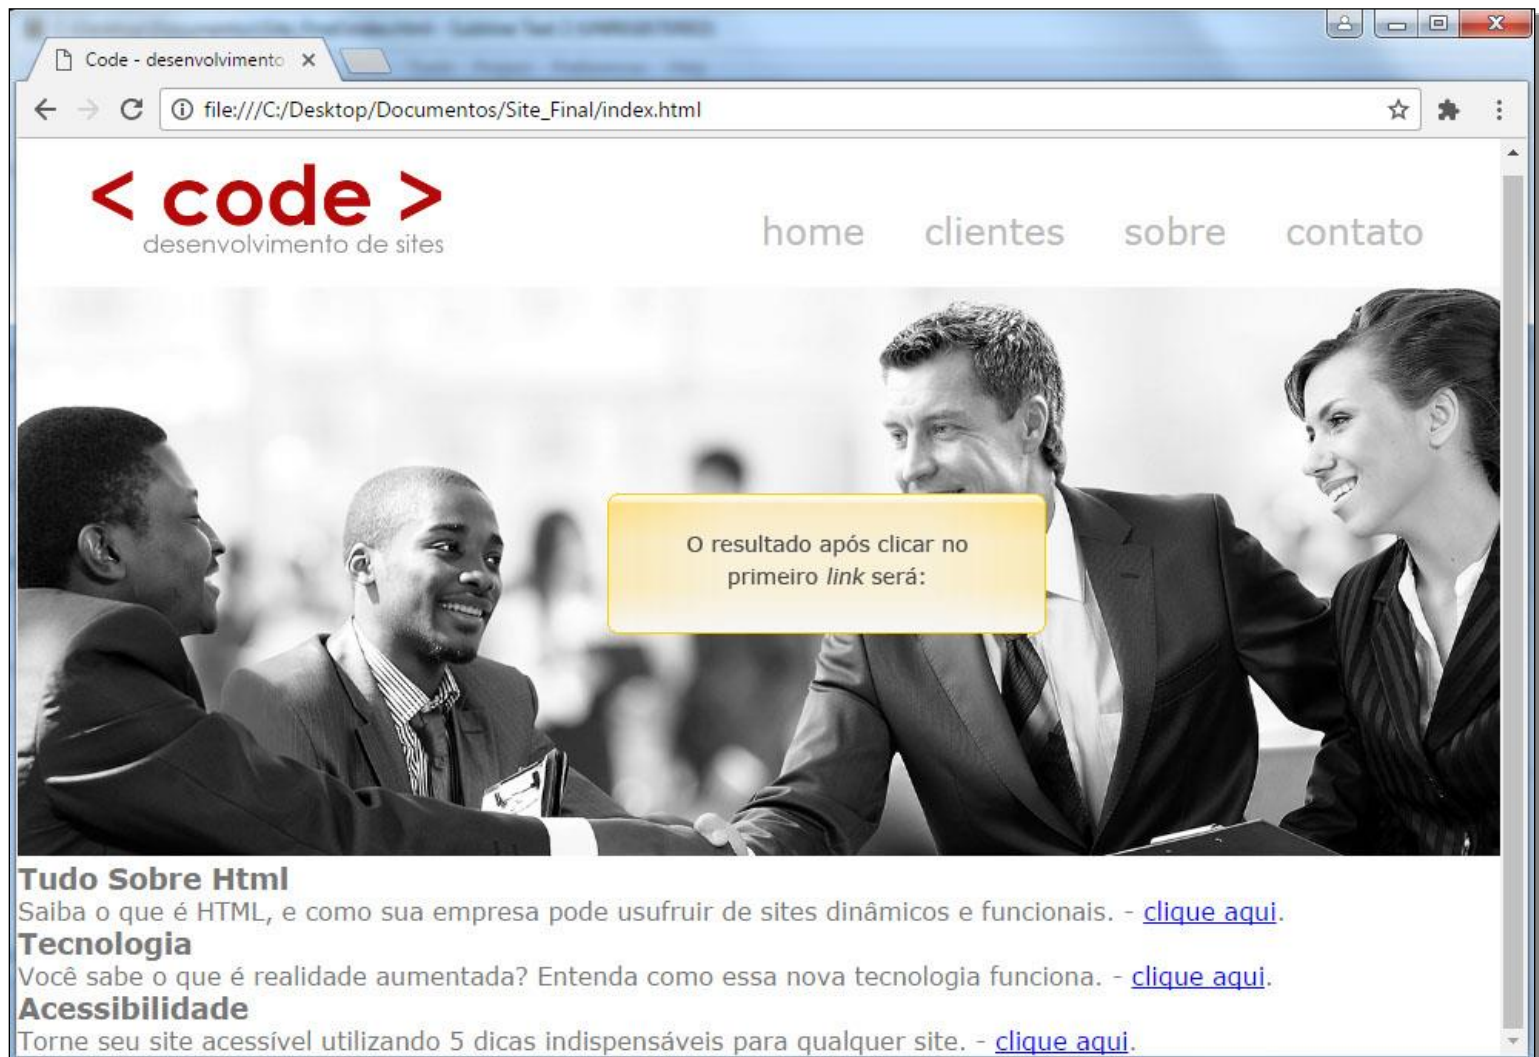 Code - desenvolvimento
file:///C:/Desktop/Documentos/Site_Final/index.html
< code >
desenvolvimento de sites
home clientes sobre contato
O resultado após clicar no
primeiro link será:
Tudo Sobre Html
Saiba o que é HTML, e como sua empresa pode usufruir de sites dinâmicos e funcionais. - clique aqui.
Tecnologia
Você sabe o que é realidade aumentada? Entenda como essa nova tecnologia funciona. - clique aqui.
Acessibilidade
Torne seu site acessível utilizando 5 dicas indispensáveis para qualquer site. - clique aqui.